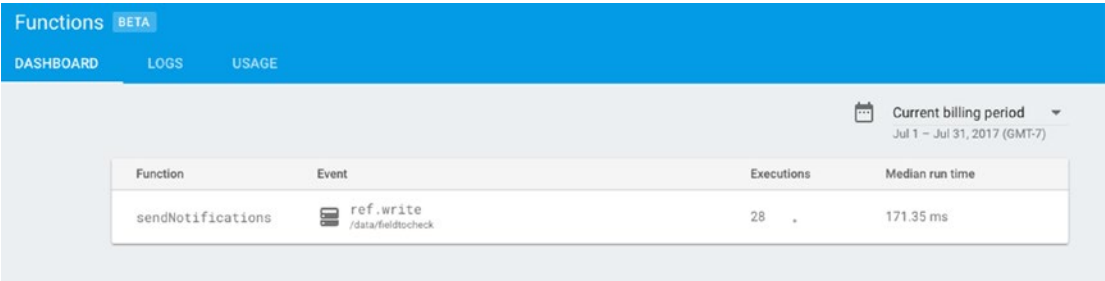 Functions BETA
DASHBOARD LOGS USAGE
Current billing period
Jul 1 – Jul 31, 2017 (GMT-7)
Function Event Executions Median run time
sendNotifications ref.write 28 171.35 ms
/data/fieldtocheck